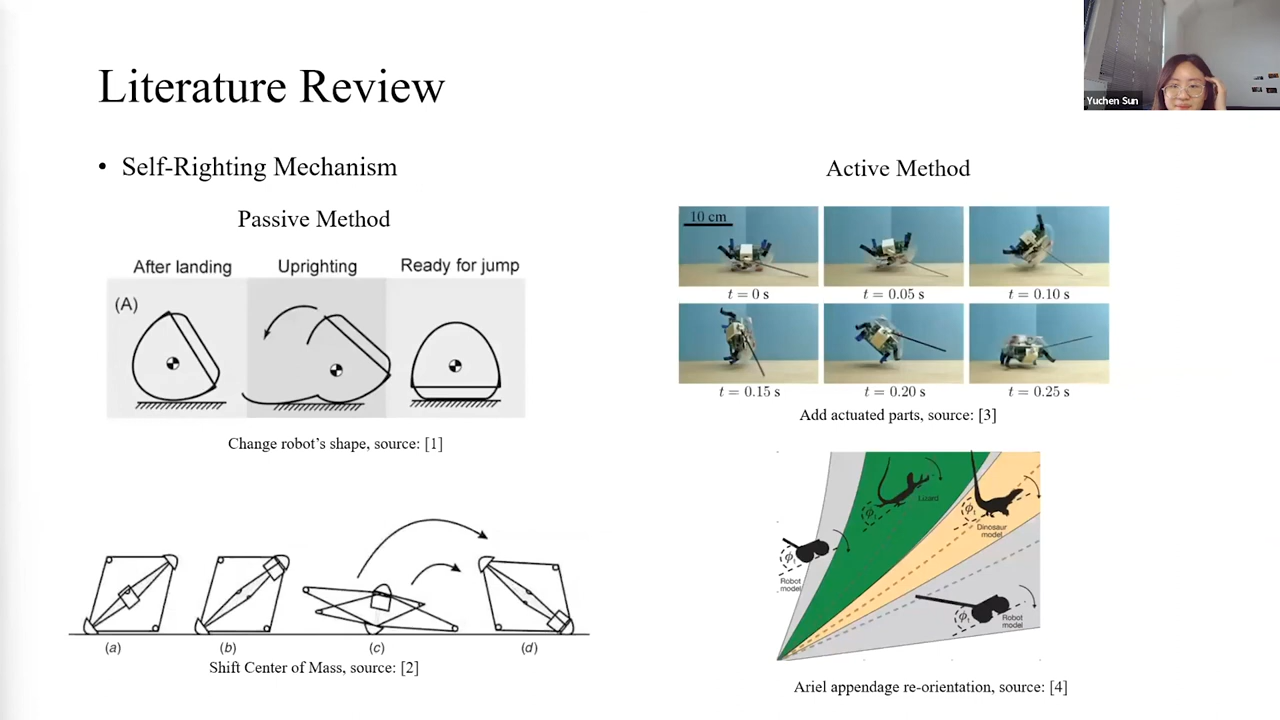 Literature Review
Yuchen Sun
• Self-Righting Mechanism
Passive Method
After landing
Uprighting
Ready for jump
(A)
Change robot's shape, source: [1]
(a)
(b)
(c)
(d)
Shift Center of Mass, source: [2]
Active Method
10 cm
t = 0 s
t = 0.05 s
t = 0.10 s
t = 0.15 s
t = 0.20 s
t = 0.25 s
Add actuated parts, source: [3]
Lizard
Dinosaur
model
Robot
model
Robot
model
Ariel appendage re-orientation, source: [4]